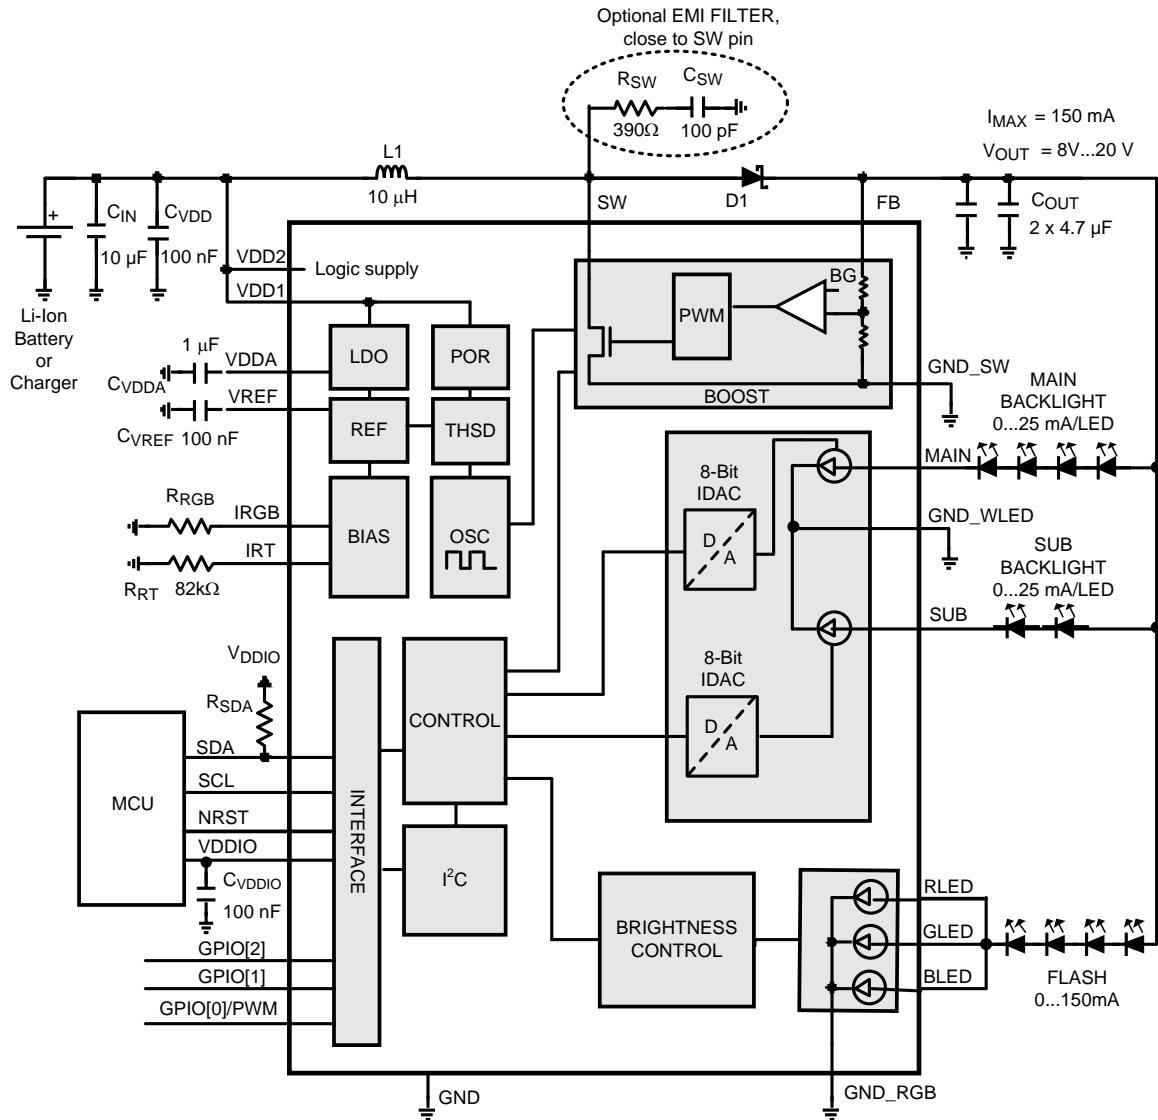 Optional EMI FILTER,
close to SW pin
RSW
CSW
390Ω
100 pF
IMAX = 150 mA
VOUT = 8V...20 V
L1
10 µH
SW
D1
FB
COUT
2 x 4.7 µF
+
CIN
10 µF
CVDD
100 nF
VDD2
Logic supply
VDD1
Li-Ion
Battery
or
Charger
BG
PWM
BOOST
GND_SW
1 µF
VDDA
CVDDA
VREF
CVREF
100 nF
LDO
POR
REF
THSD
BIAS
OSC
RRGB
IRGB
IRT
RRT
82kΩ
MAIN
BACKLIGHT
0...25 mA/LED
MAIN
8-Bit
IDAC
D
A
GND_WLED
SUB
BACKLIGHT
0...25 mA/LED
SUB
8-Bit
IDAC
D
A
VDDIO
RSDA
MCU
SDA
SCL
NRST
VDDIO
CVDDIO
100 nF
INTERFACE
CONTROL
I²C
GPIO[2]
GPIO[1]
GPIO[0]/PWM
BRIGHTNESS
CONTROL
RLED
GLED
BLED
FLASH
0...150mA
GND
GND_RGB